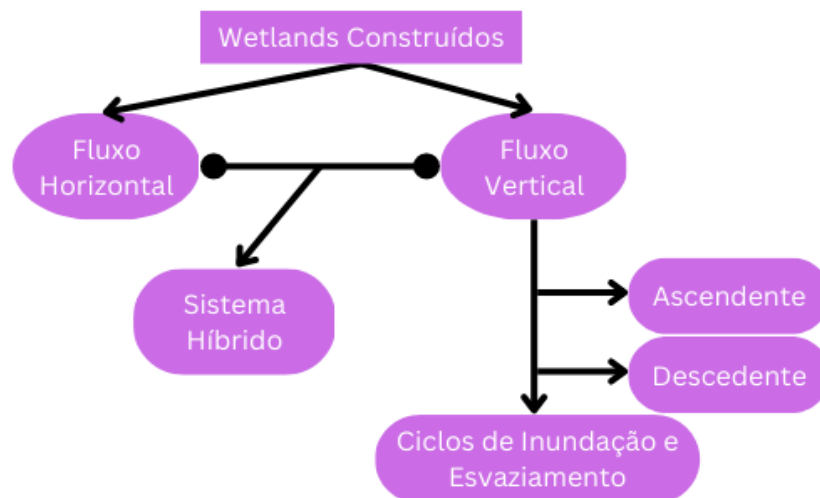 Wetlands Construídos
Fluxo
Horizontal
Fluxo
Vertical
Sistema
Híbrido
Ascendente
Descedente
Ciclos de Inundação e
Esvaziamento